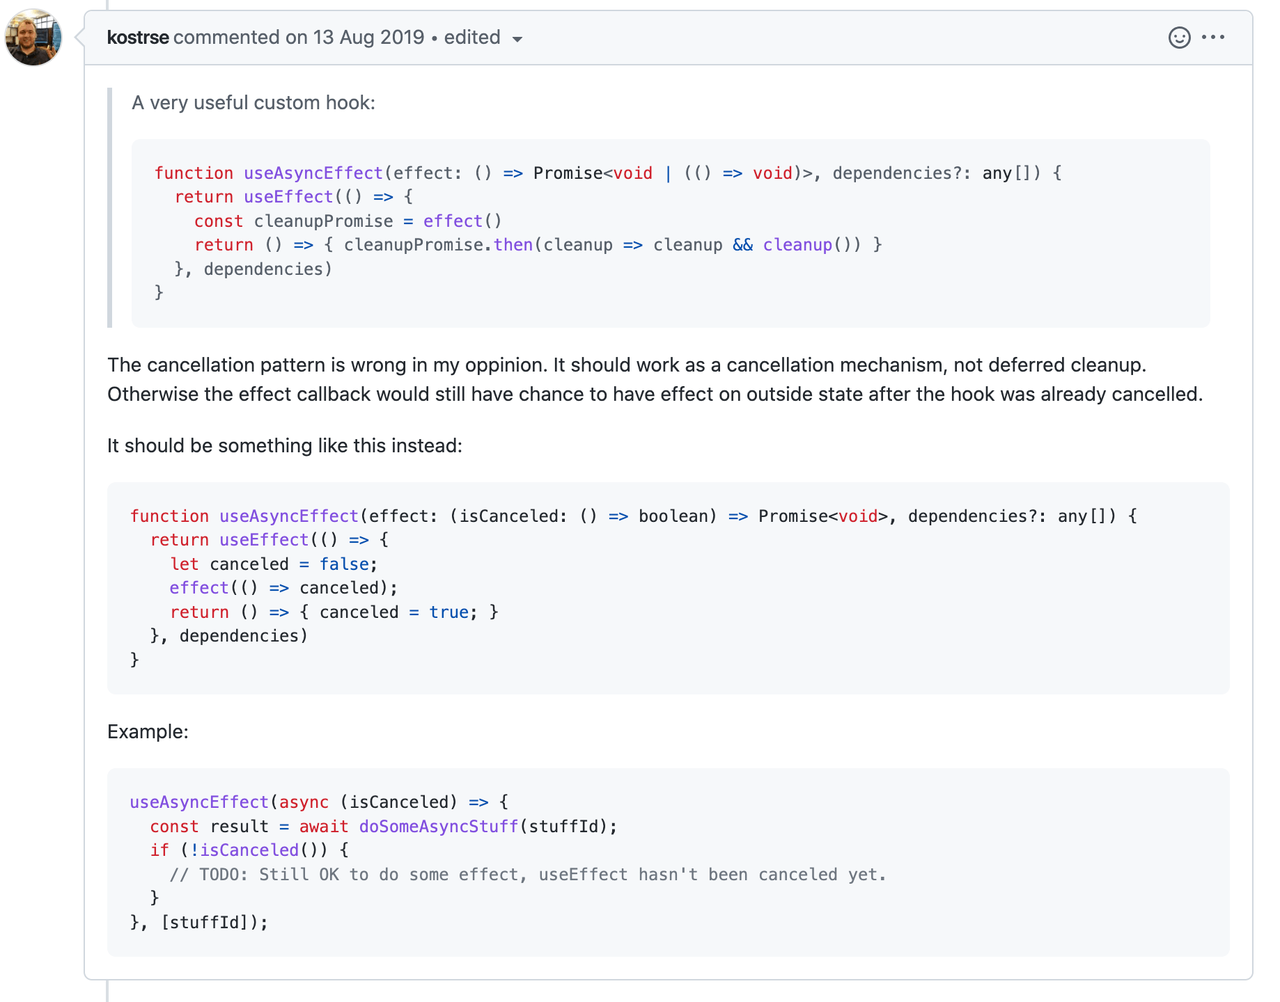 kostrse commented on 13 Aug 2019 • edited
A very useful custom hook:
function useAsyncEffect(effect: () => Promise<void | (() => void)>, dependencies?: any[]) {
  return useEffect(() => {
    const cleanupPromise = effect()
    return () => { cleanupPromise.then(cleanup => cleanup && cleanup()) }
  }, dependencies)
}
The cancellation pattern is wrong in my oppinion. It should work as a cancellation mechanism, not deferred cleanup.
Otherwise the effect callback would still have chance to have effect on outside state after the hook was already cancelled.
It should be something like this instead:
function useAsyncEffect(effect: (isCanceled: () => boolean) => Promise<void>, dependencies?: any[]) {
  return useEffect(() => {
    let canceled = false;
    effect(() => canceled);
    return () => { canceled = true; }
  }, dependencies)
}
Example:
useAsyncEffect(async (isCanceled) => {
  const result = await doSomeAsyncStuff(stuffId);
  if (!isCanceled()) {
    // TODO: Still OK to do some effect, useEffect hasn't been canceled yet.
  }
}, [stuffId]);